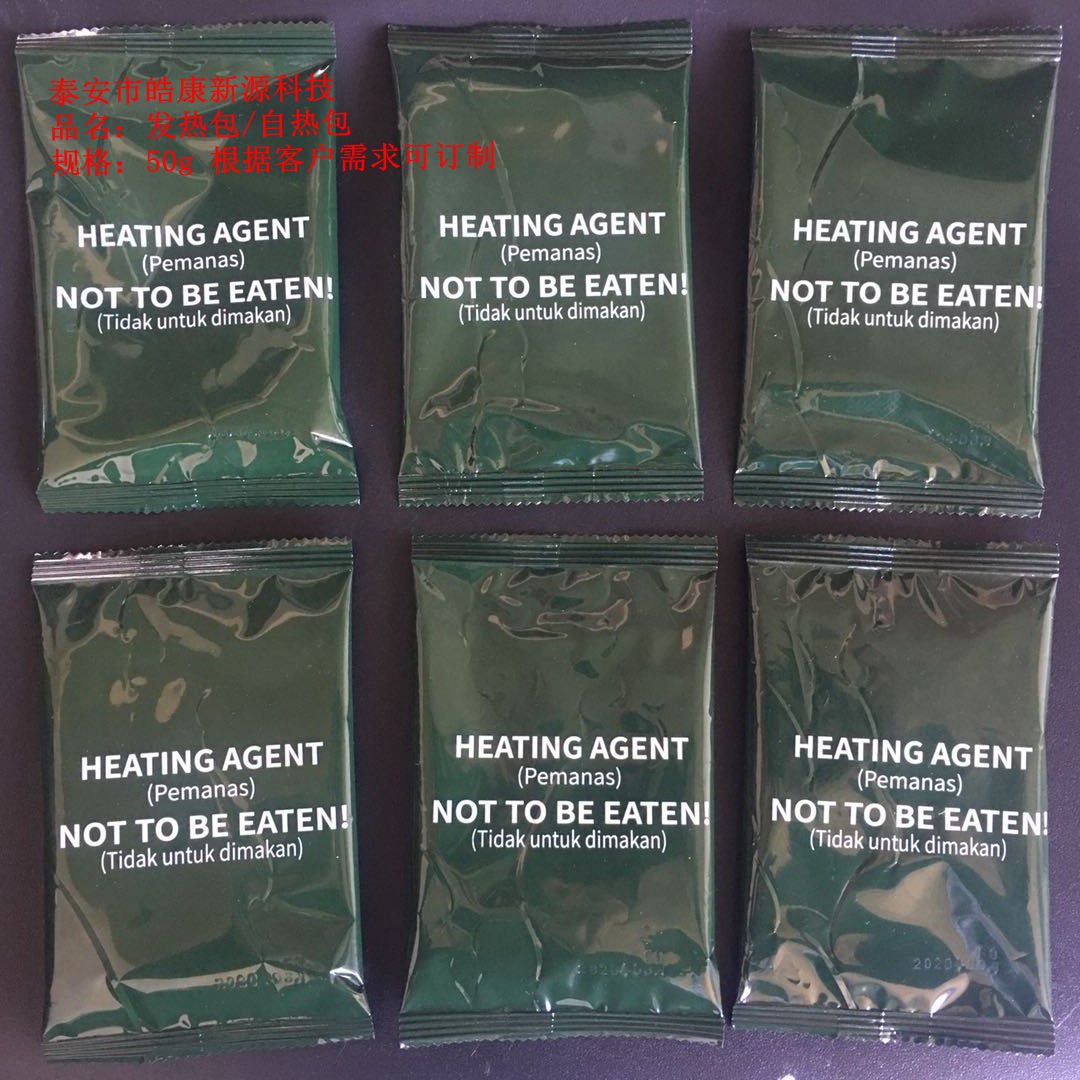 泰安市皓康新源科技
品名：发热包/自热包
规格：50g 根据客户需求可订制
HEATING AGENT
(Pemanas)
NOT TO BE EATEN!
(Tidak untuk dimakan)
HEATING AGENT
(Pemanas)
NOT TO BE EATEN!
(Tidak untuk dimakan)
HEATING AGENT
(Pemanas)
NOT TO BE EATEN!
(Tidak untuk dimakan)
HEATING AGENT
(Pemanas)
NOT TO BE EATEN!
(Tidak untuk dimakan)
HEATING AGENT
(Pemanas)
NOT TO BE EATEN!
(Tidak untuk dimakan)
HEATING AGENT
(Pemanas)
NOT TO BE EATEN!
(Tidak untuk dimakan)